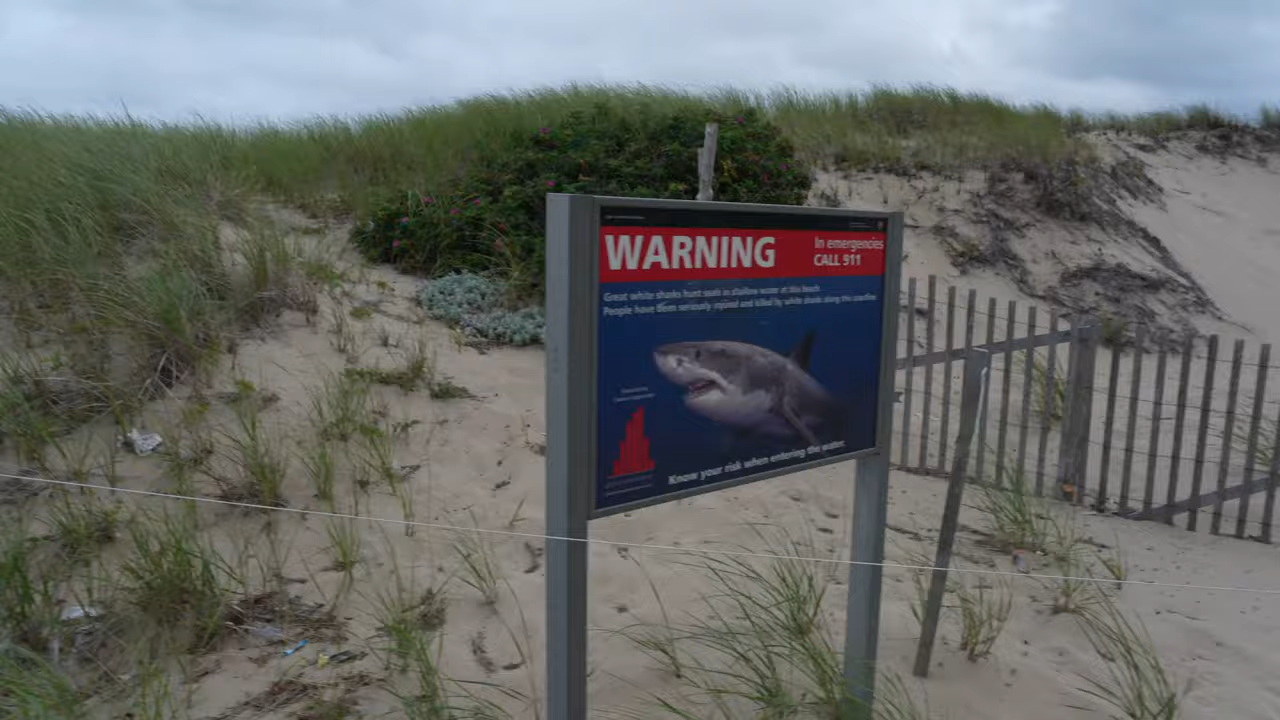 WARNING
In emergencies
CALL 911
Great white sharks hunt seals in shallow water at this beach.
People have been seriously injured and killed by white sharks along this coastline.
Know your risk when entering the water.